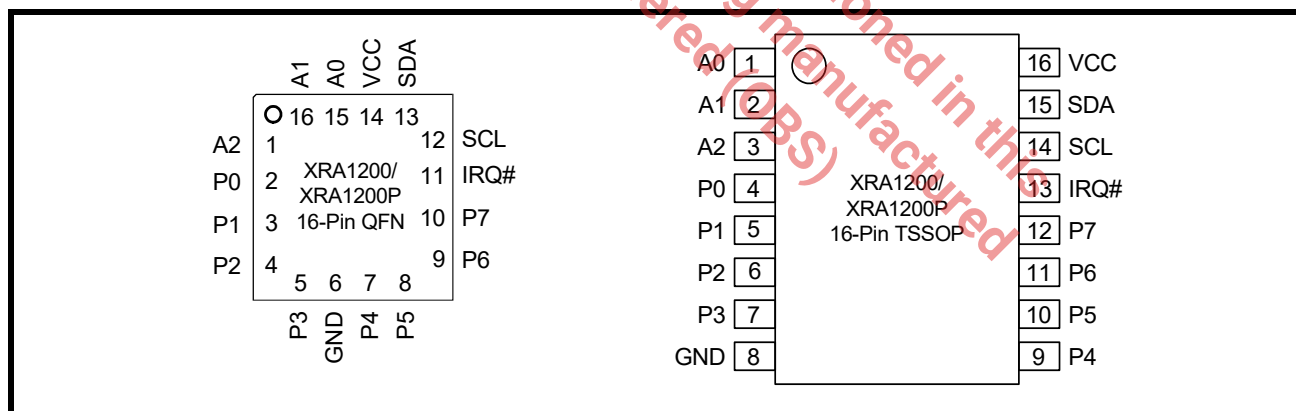 A1 A0 VCC SDA
16 15 14 13
A2 1
12 SCL
P0 2
XRA1200/
XRA1200P
16-Pin QFN
11 IRQ#
P1 3
10 P7
P2 4
9 P6
5 6 7 8
P3 GND P4 P5
A0 1
16 VCC
A1 2
15 SDA
A2 3
14 SCL
P0 4
XRA1200/
XRA1200P
16-Pin TSSOP
13 IRQ#
P1 5
12 P7
P2 6
11 P6
P3 7
10 P5
GND 8
9 P4
in this
manufactured
(OBS)